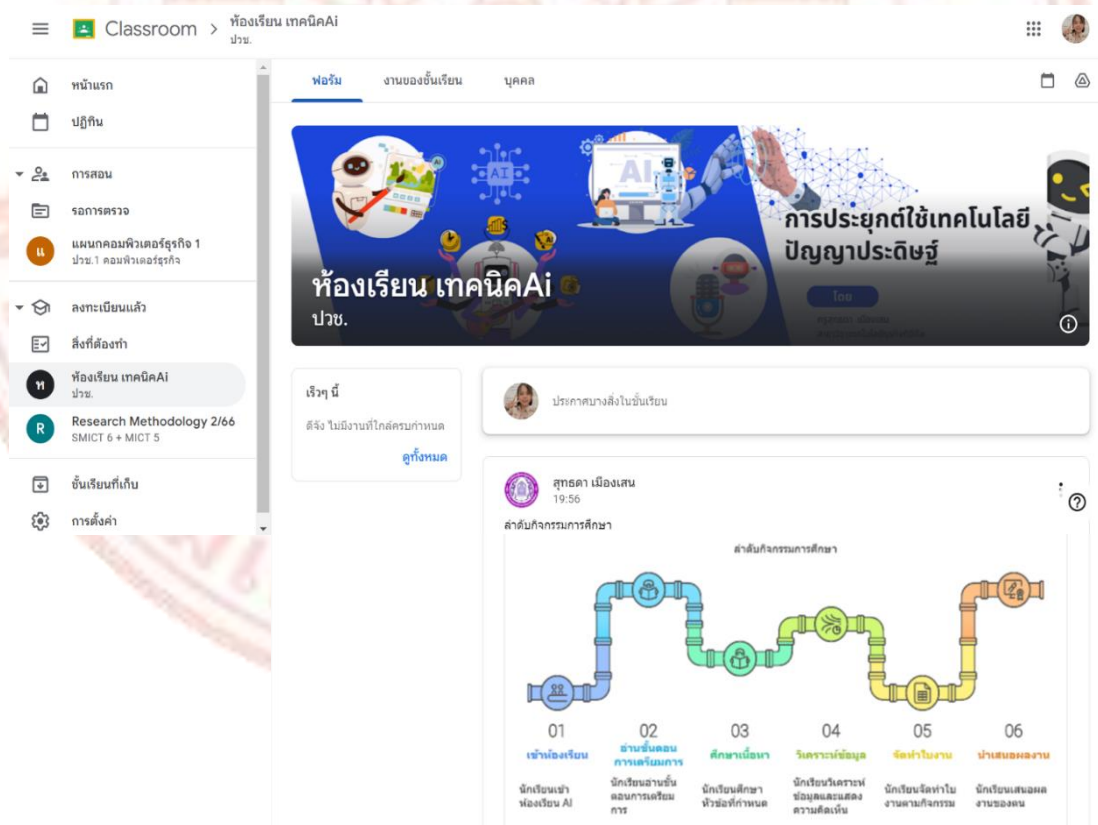 Classroom > ห้องเรียน เทคนิคAi
ปวช.
หน้าแรก
ปฏิทิน
การสอน
รอการตรวจ
แ แผนกคอมพิวเตอร์ธุรกิจ 1
ปวช.1 คอมพิวเตอร์ธุรกิจ
ลงทะเบียนแล้ว
สิ่งที่ต้องทำ
ห ห้องเรียน เทคนิคAi
ปวช.
R Research Methodology 2/66
SMICT 6 + MICT 5
ชั้นเรียนที่เก็บ
การตั้งค่า
ฟอรัม งานของชั้นเรียน บุคคล
AI
AI
การประยุกต์ใช้เทคโนโลยี
ปัญญาประดิษฐ์
โดย
ห้องเรียน เทคนิคAi
ปวช.
เร็วๆ นี้
ดีจัง ไม่มีงานที่ใกล้ครบกำหนด
ดูทั้งหมด
ประกาศบางสิ่งในชั้นเรียน
สุทธดา เมืองเสน
19:56
ลำดับกิจกรรมการศึกษา
ลำดับกิจกรรมการศึกษา
01 02 03 04 05 06
เข้าห้องเรียน
อ่านขั้นตอน
การเตรียมการ
ศึกษาเนื้อหา
วิเคราะห์ข้อมูล
จัดทำใบงาน
นำเสนอผลงาน
นักเรียนเข้า
ห้องเรียน AI
นักเรียนอ่านขั้น
ตอนการเตรียม
การ
นักเรียนศึกษา
หัวข้อที่กำหนด
นักเรียนวิเคราะห์
ข้อมูลและแสดง
ความคิดเห็น
นักเรียนจัดทำใบ
งานตามกิจกรรม
นักเรียนเสนอผล
งานของตน